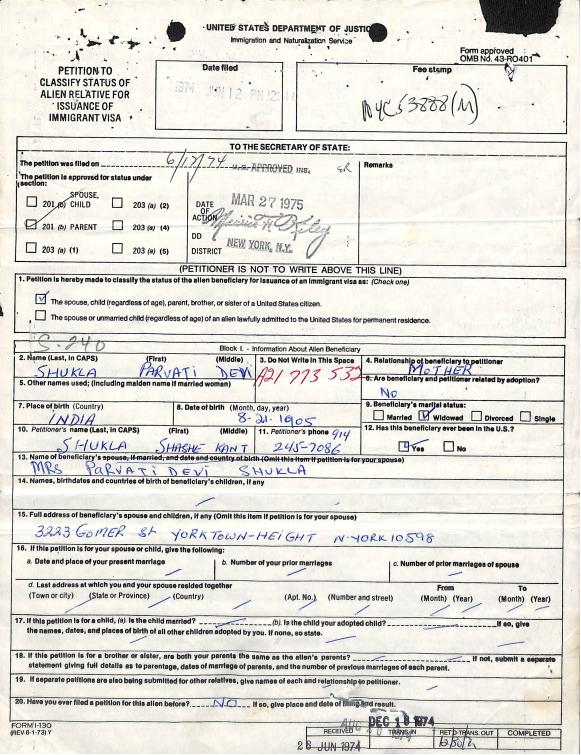 UNITED STATES DEPARTMENT OF JUSTICE
Immigration and Naturalization Service
Form approved
OMB No. 43-RO401
PETITION TO
CLASSIFY STATUS OF
ALIEN RELATIVE FOR
ISSUANCE OF
IMMIGRANT VISA
Date filed
1974 JUN 12 PM 12:
Fee stamp
NYC53888(M)
TO THE SECRETARY OF STATE:
The petition was filed on 6/17/74
U.S. APPROVED INS.
Remarks
The petition is approved for status under
section:
SPOUSE,
201 (b) CHILD
203 (a) (2)
201 (b) PARENT
203 (a) (4)
203 (a) (1)
203 (a) (5)
DATE
OF
ACTION
MAR 27 1975
DD
DISTRICT
NEW YORK, N.Y.
(PETITIONER IS NOT TO WRITE ABOVE THIS LINE)
1. Petition is hereby made to classify the status of the alien beneficiary for issuance of an immigrant visa as: (Check one)
The spouse, child (regardless of age), parent, brother, or sister of a United States citizen.
The spouse or unmarried child (regardless of age) of an alien lawfully admitted to the United States for permanent residence.
S-240
Block I. - Information About Alien Beneficiary
2. Name (Last, in CAPS) (First) (Middle)
SHUKLA PARVATI DEVI
3. Do Not Write in This Space
A21 773 532
4. Relationship of beneficiary to petitioner
MOTHER
5. Other names used; (including maiden name if married woman)
6. Are beneficiary and petitioner related by adoption?
NO
7. Place of birth (Country)
INDIA
8. Date of birth (Month, day, year)
8-21-1905
9. Beneficiary's marital status:
Married Widowed Divorced Single
10. Petitioner's name (Last, in CAPS) (First) (Middle)
SHUKLA SHASHE KANT
11. Petitioner's phone 914
245-7086
12. Has this beneficiary ever been in the U.S.?
Yes No
13. Name of beneficiary's spouse, if married, and date and country of birth (Omit this item if petition is for your spouse)
MRS PARVATI DEVI SHUKLA
14. Names, birthdates and countries of birth of beneficiary's children, if any
15. Full address of beneficiary's spouse and children, if any (Omit this item if petition is for your spouse)
3223 GOMER St YORKTOWN-HEIGHT N-YORK 10598
16. If this petition is for your spouse or child, give the following:
a. Date and place of your present marriage
b. Number of your prior marriages
c. Number of prior marriages of spouse
d. Last address at which you and your spouse resided together
From To
(Town or city) (State or Province) (Country) (Apt. No.) (Number and street) (Month) (Year) (Month) (Year)
17. If this petition is for a child, (a). Is the child married? (b). Is the child your adopted child? If so, give
the names, dates, and places of birth of all other children adopted by you. If none, so state.
18. If this petition is for a brother or sister, are both your parents the same as the alien's parents? If not, submit a separate
statement giving full details as to parentage, dates of marriage of parents, and the number of previous marriages of each parent.
19. If separate petitions are also being submitted for other relatives, give names of each and relationship to petitioner.
20. Have you ever filed a petition for this alien before? NO If so, give place and date of filing and result.
FORM I-130
(REV. 6-1-73) Y
DEC 18 1974
RECEIVED
TRANS. IN
RET'D-TRANS. OUT
COMPLETED
28 JUN 1974